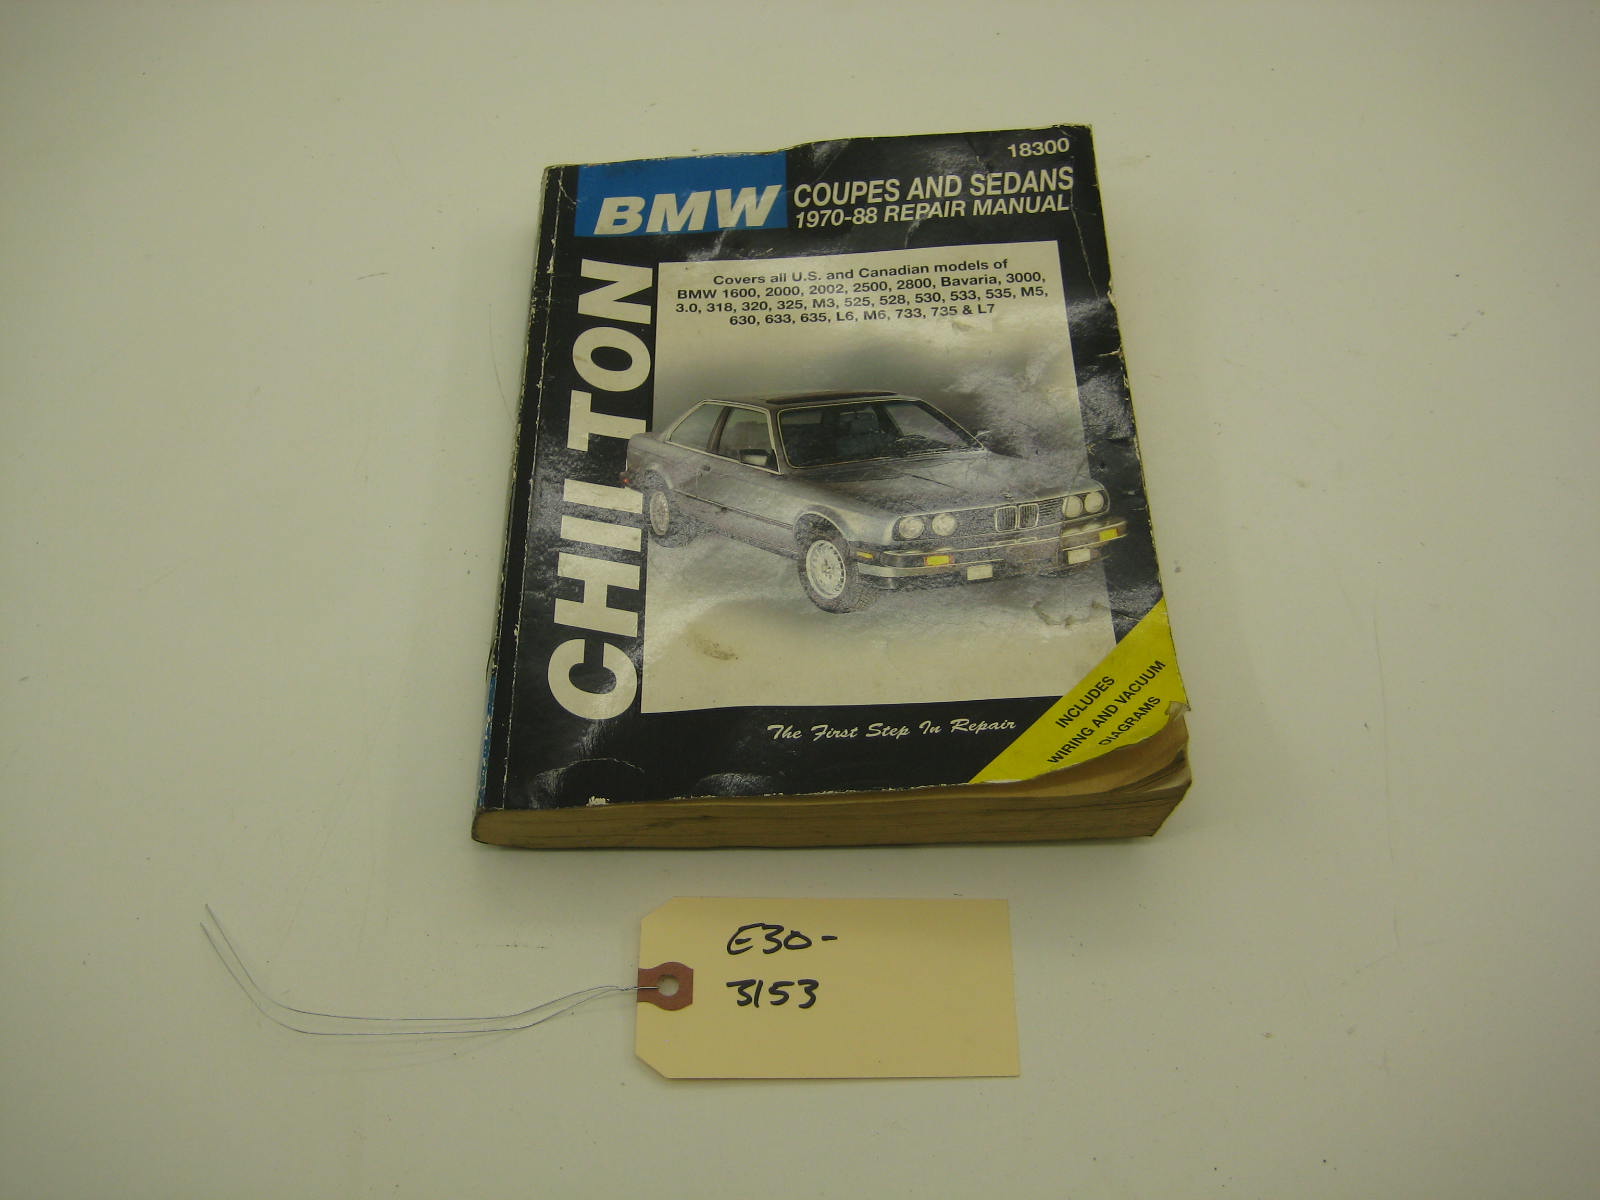 18300
BMW COUPES AND SEDANS
1970-88 REPAIR MANUAL
CHILTON
Covers all U.S. and Canadian models of
BMW 1600, 2000, 2002, 2500, 2800, Bavaria, 3000,
3.0, 318, 320, 325, M3, 525, 528, 530, 533, 535, M5,
630, 633, 635, L6, M6, 733, 735 & L7
The First Step In Repair
INCLUDES
WIRING AND VACUUM
DIAGRAMS
E30-
3153